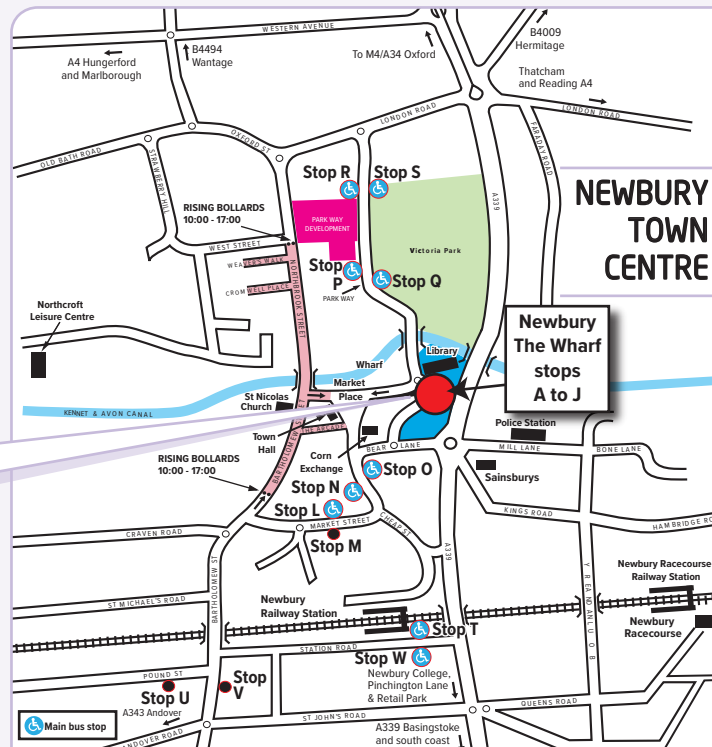 WESTERN AVENUE
B4494
Wantage
A4 Hungerford
and Marlborough
To M4/A34 Oxford
B4009
Hermitage
Thatcham
and Reading A4
LONDON ROAD
LONDON ROAD
OXFORD ST
OLD BATH ROAD
STRAWBERRY HILL
FARADAY ROAD
A339
Stop R
Stop S
NEWBURY
TOWN
CENTRE
RISING BOLLARDS
10:00 - 17:00
PARK WAY
DEVELOPMENT
WEST STREET
WEAVER'S WALK
CROMWELL PLACE
NORTHBROOK STREET
Victoria Park
Stop
P
Stop Q
PARK WAY
Northcroft
Leisure Centre
Newbury
The Wharf
stops
A to J
Library
Wharf
Market
Place
St Nicolas
Church
KENNET & AVON CANAL
Town
Hall
THE ARCADE
BARTHOLOMEW ST
Corn
Exchange
BEAR LANE
Police Station
MILL LANE
BONE LANE
RISING BOLLARDS
10:00 - 17:00
Stop O
Sainsburys
Stop N
Stop L
MARKET STREET
CHEAP ST
KINGS ROAD
HAMBRIDGE RO
CRAVEN ROAD
Stop M
A339
BARTHOLOMEW ST
ST MICHAEL'S ROAD
Newbury
Railway Station
Newbury Racecourse
Railway Station
Newbury
Racecourse
Stop T
STATION ROAD
Stop W
Newbury College,
Pinchington Lane
& Retail Park
POUND ST
Stop U
Stop
V
A343 Andover
ANDOVER ROAD
ST JOHN'S ROAD
QUEENS ROAD
A339 Basingstoke
and south coast
Main bus stop